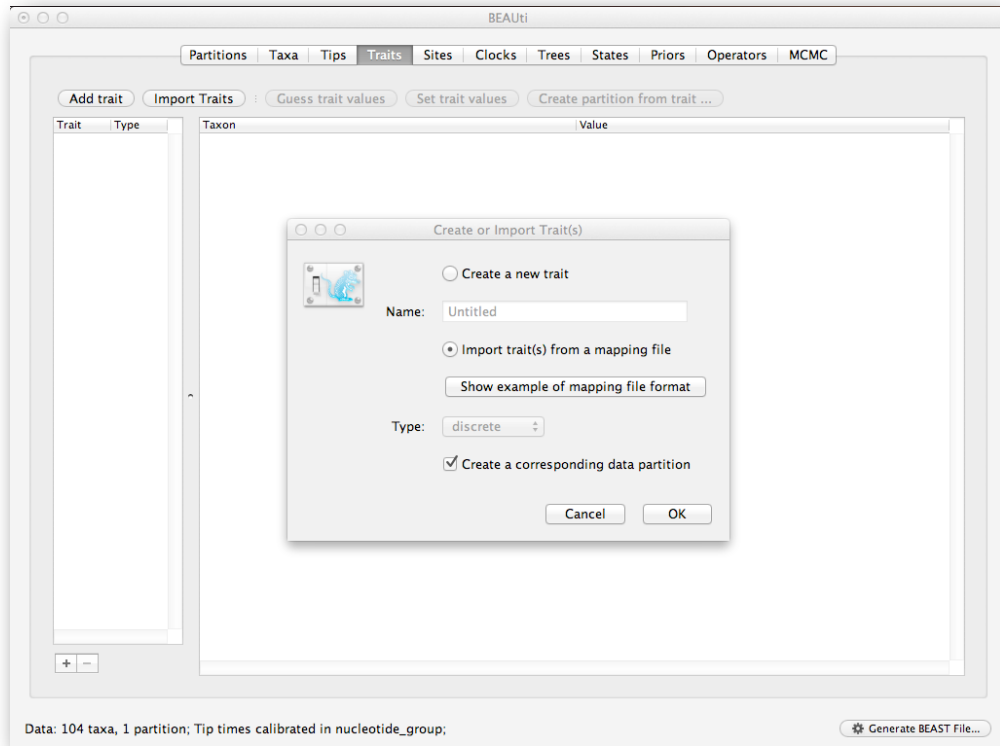 BEAUti
Partitions Taxa Tips Traits Sites Clocks Trees States Priors Operators MCMC
Add trait Import Traits Guess trait values Set trait values Create partition from trait ...
Trait Type Taxon Value
Create or Import Trait(s)
Create a new trait
Name: Untitled
Import trait(s) from a mapping file
Show example of mapping file format
Type: discrete
Create a corresponding data partition
Cancel OK
+ −
Data: 104 taxa, 1 partition; Tip times calibrated in nucleotide_group; Generate BEAST File...